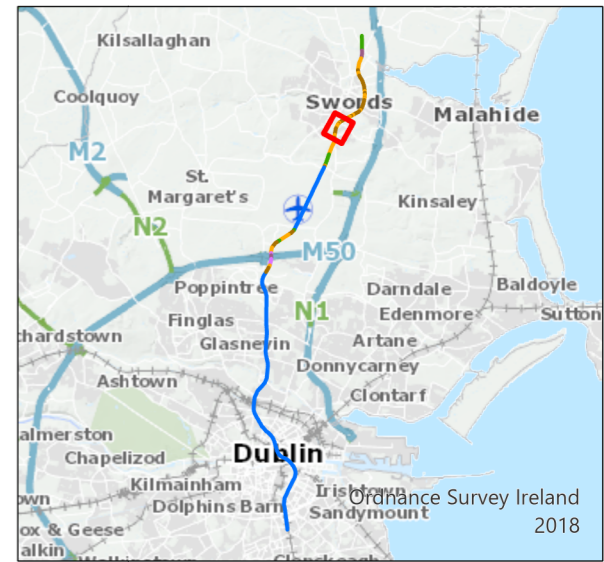 Kilsallaghan
Coolquoy
Swords
Malahide
M2
St.
Margaret's
N2
Kinsaley
M50
Poppintree
Darndale
Baldoyle
N1
Edenmore
Sutton
Finglas
chardstown
Glasnevin
Artane
Donnycarney
Ashtown
Clontarf
almerston
Chapelizod
Dublin
Kilmainham
Irishtown
Ordnance Survey Ireland
own
Dolphins Barn
Sandymount
2018
ox & Geese
alkin
Clonskeagh